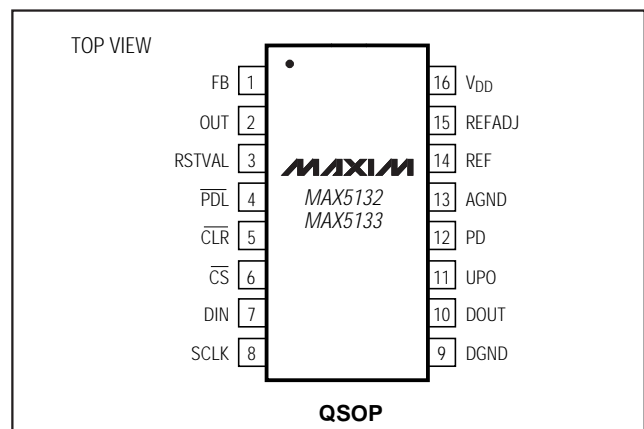 TOP VIEW
FB 1
OUT 2
RSTVAL 3
PDL 4
CLR 5
CS 6
DIN 7
SCLK 8
MAXIM
MAX5132
MAX5133
16 VDD
15 REFADJ
14 REF
13 AGND
12 PD
11 UPO
10 DOUT
9 DGND
QSOP